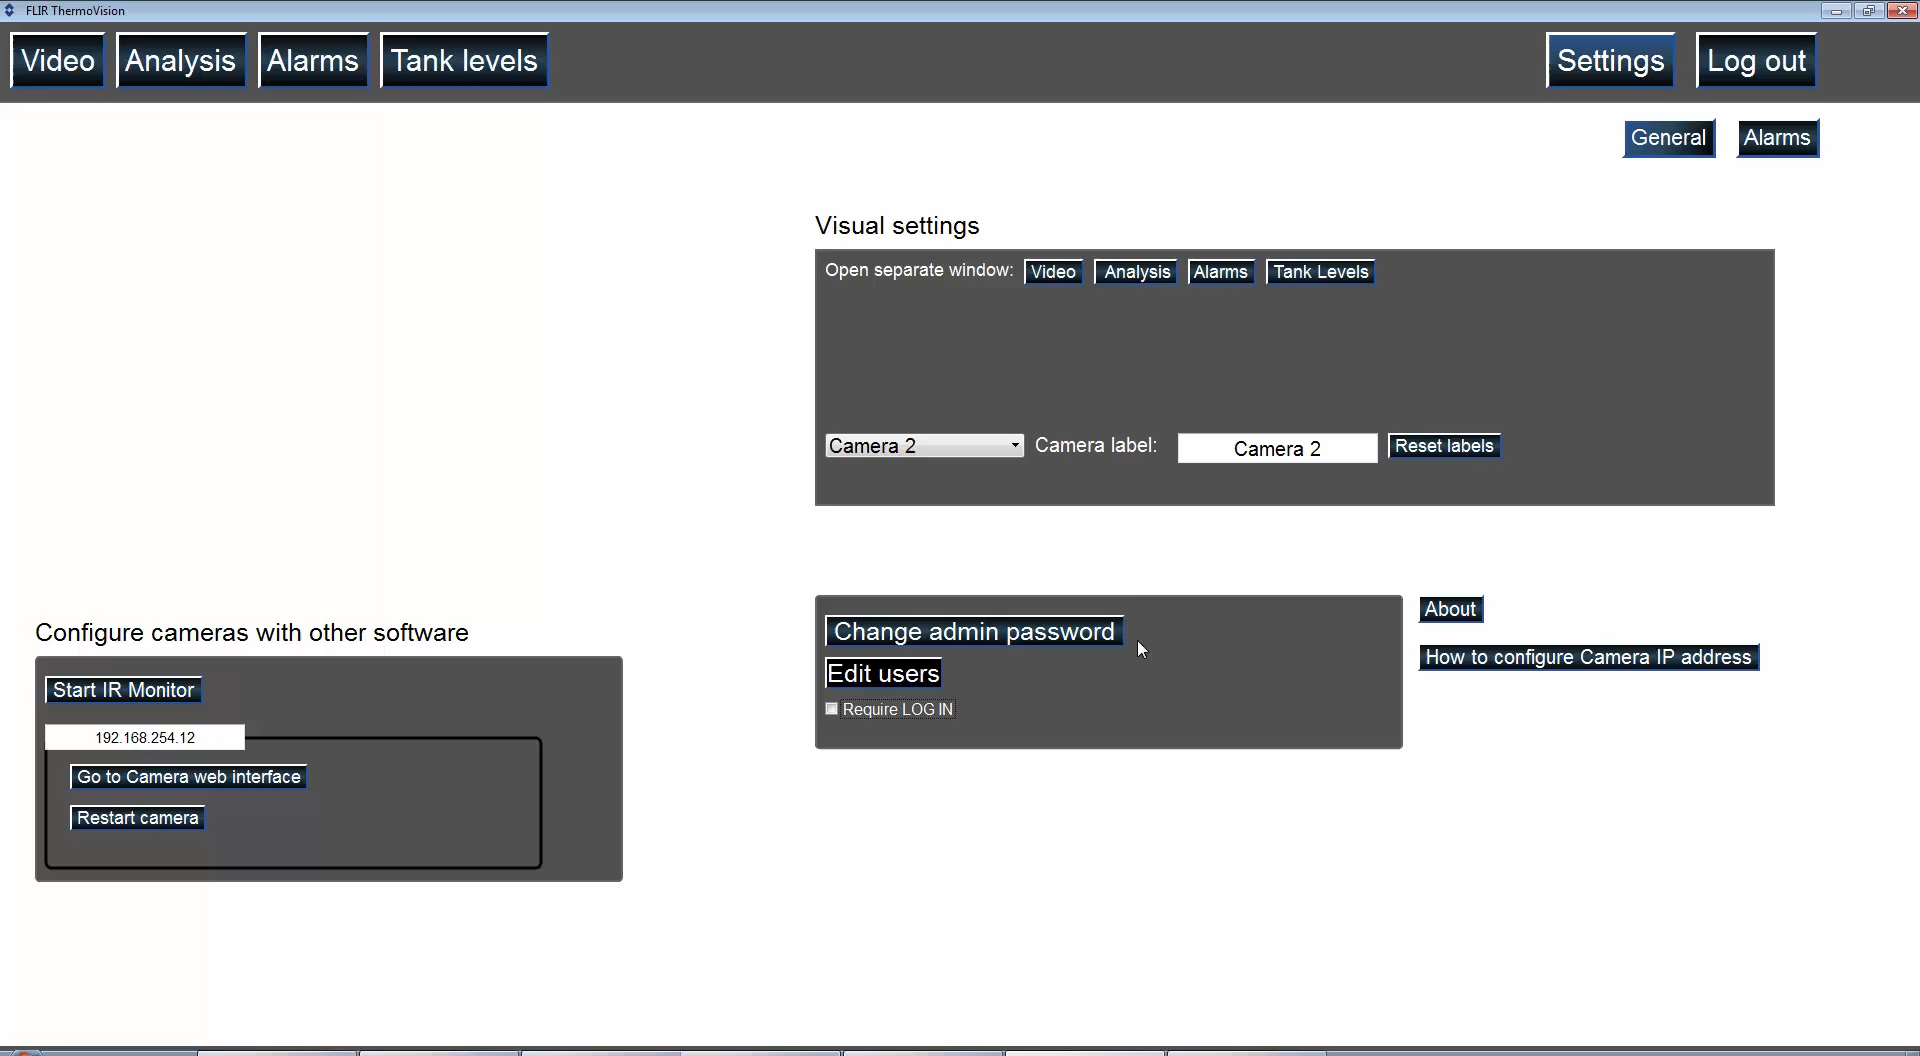 FLIR ThermoVision
Video Analysis Alarms Tank levels Settings Log out
General Alarms
Visual settings
Open separate window: Video Analysis Alarms Tank Levels
Camera 2 Camera label: Camera 2 Reset labels
Configure cameras with other software
Start IR Monitor
192.168.254.12
Go to Camera web interface
Restart camera
Change admin password
Edit users
Require LOG IN
About
How to configure Camera IP address